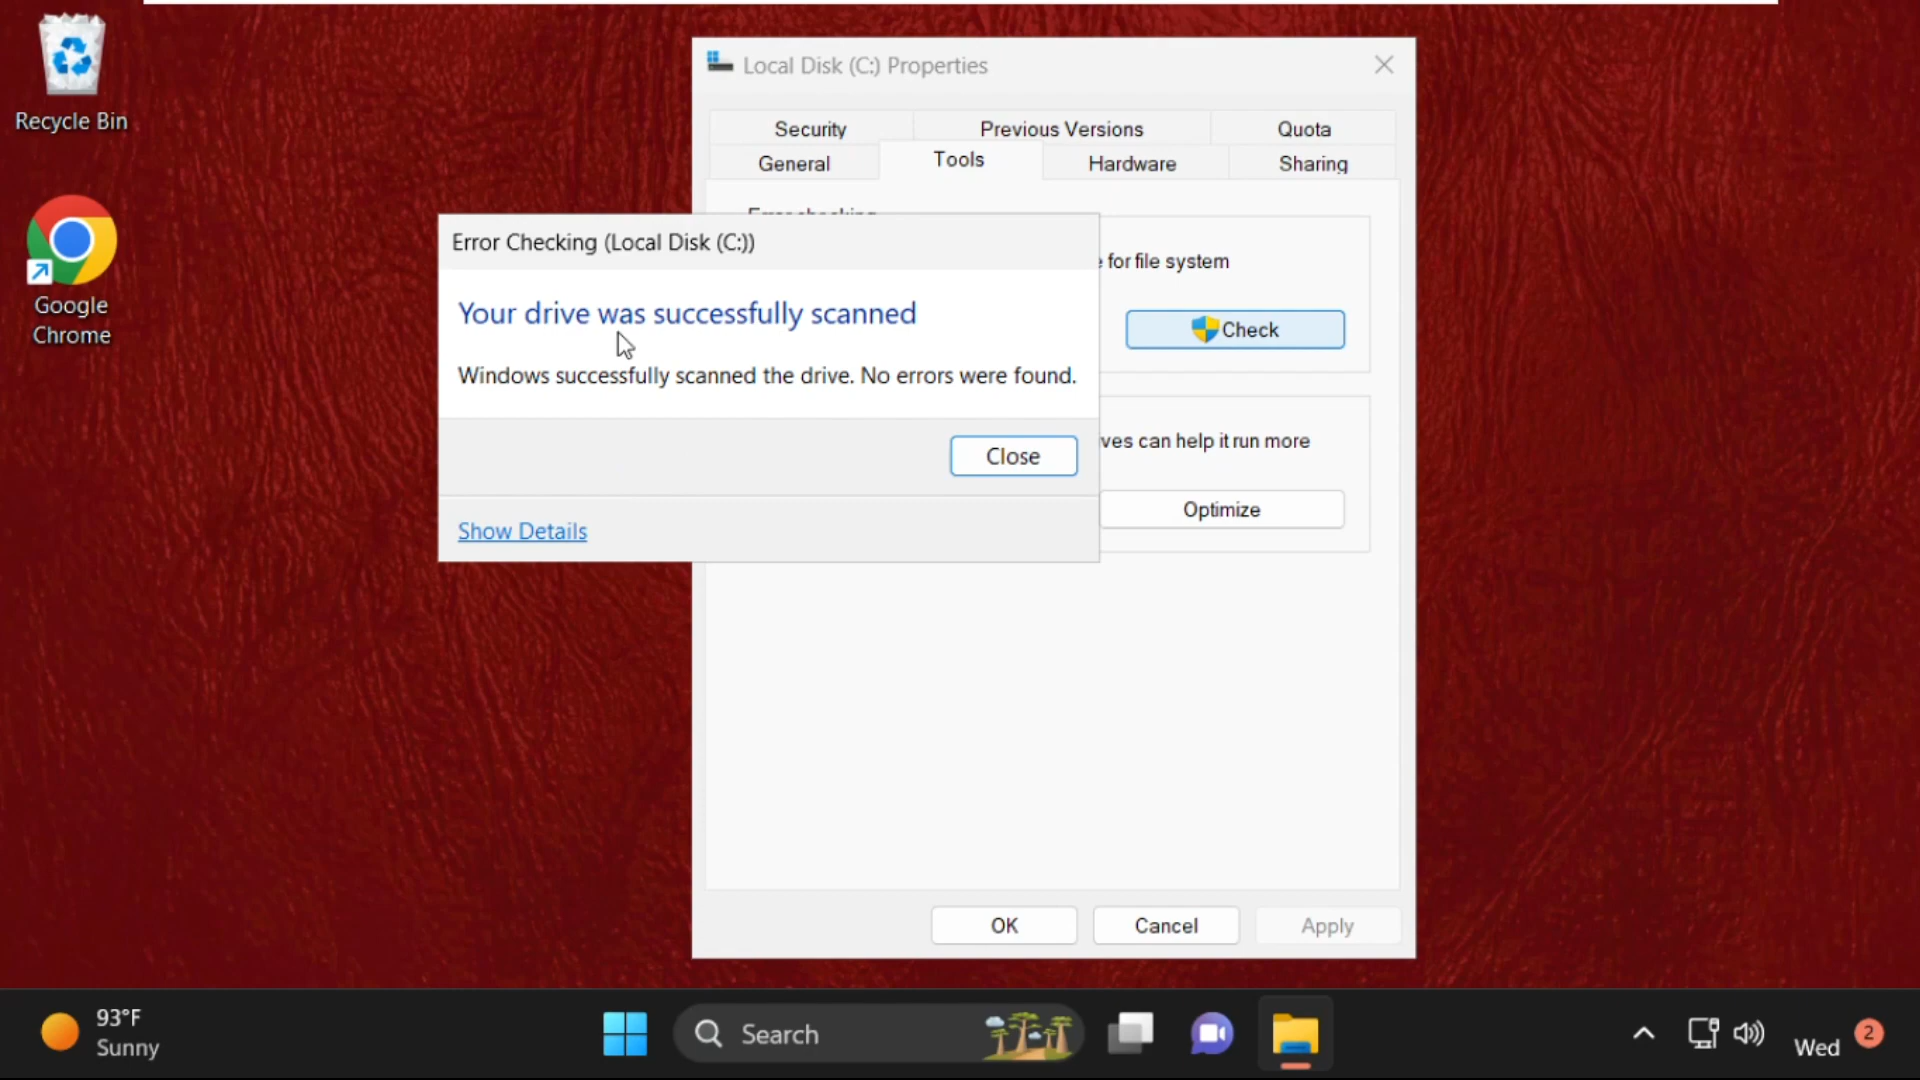 Recycle Bin
Google
Chrome
Local Disk (C:) Properties
Security
Previous Versions
Quota
General
Tools
Hardware
Sharing
Error Checking (Local Disk (C:))
for file system
Your drive was successfully scanned
Check
Windows successfully scanned the drive. No errors were found.
ves can help it run more
Close
Optimize
Show Details
OK
Cancel
Apply
93°F
Sunny
Search
Wed
2